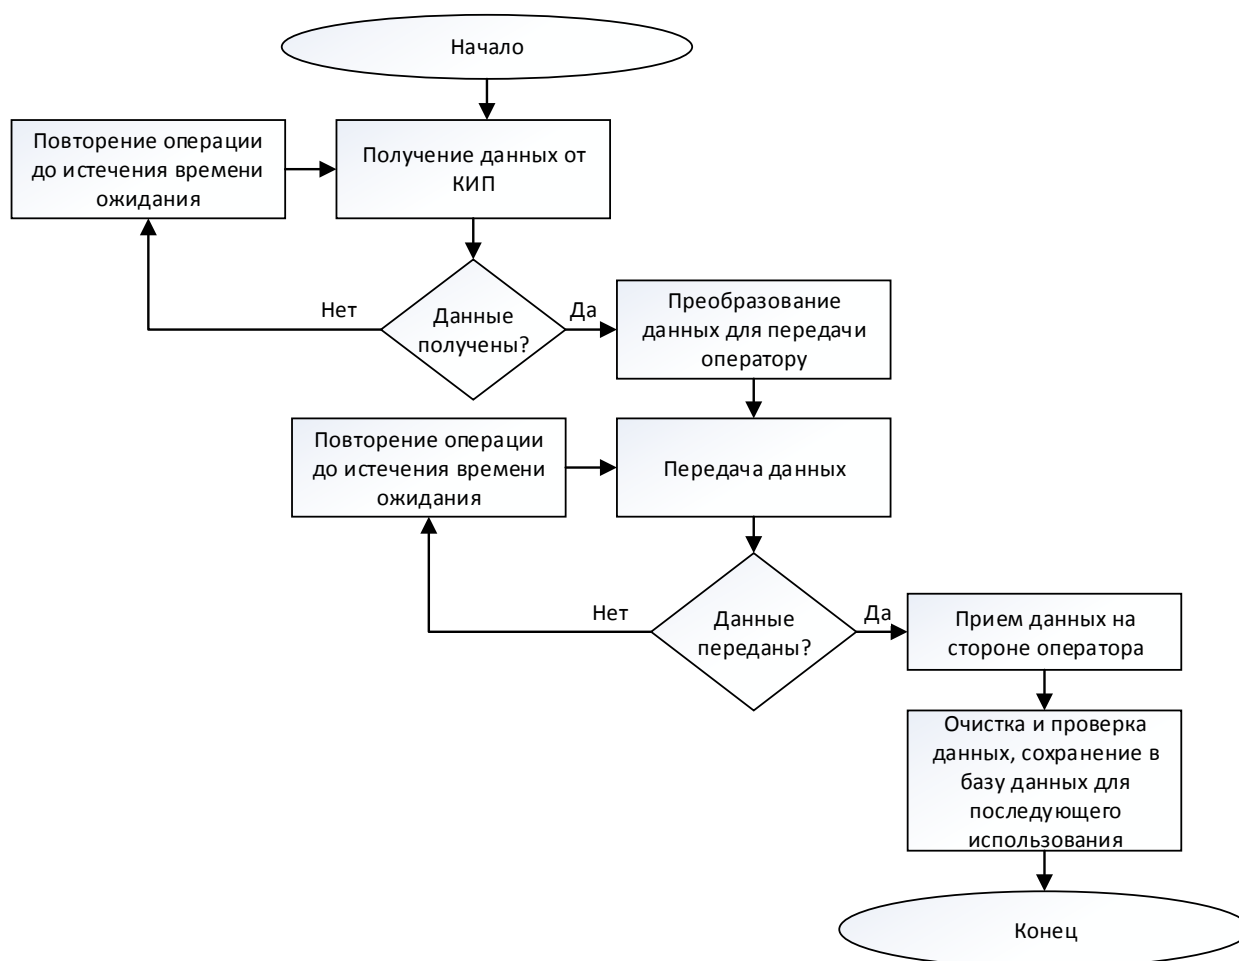 Начало
Повторение операции
до истечения времени
ожидания
Получение данных от
КИП
Нет
Данные
получены?
Да
Преобразование
данных для передачи
оператору
Повторение операции
до истечения времени
ожидания
Передача данных
Нет
Данные
переданы?
Да
Прием данных на
стороне оператора
Очистка и проверка
данных, сохранение в
базу данных для
последующего
использования
Конец